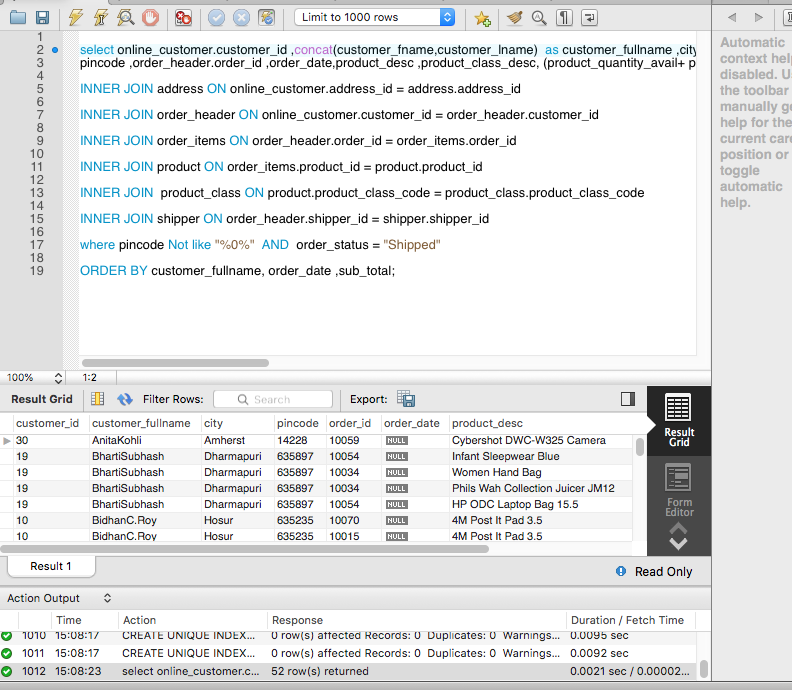 Limit to 1000 rows
1
2 select online_customer.customer_id ,concat(customer_fname,customer_lname)  as customer_fullname ,city
3 pincode ,order_header.order_id ,order_date,product_desc ,product_class_desc, (product_quantity_avail+ p
4
5 INNER JOIN address ON online_customer.address_id = address.address_id
6
7 INNER JOIN order_header ON online_customer.customer_id = order_header.customer_id
8
9 INNER JOIN order_items ON order_header.order_id = order_items.order_id
10
11 INNER JOIN product ON order_items.product_id = product.product_id
12
13 INNER JOIN  product_class ON product.product_class_code = product_class.product_class_code
14
15 INNER JOIN shipper ON order_header.shipper_id = shipper.shipper_id
16
17 where pincode Not like "%0%"  AND  order_status = "Shipped"
18
19 ORDER BY customer_fullname, order_date ,sub_total;
Automatic
context help
disabled. U
the toolbar
manually ge
help for the
current care
position or
toggle
automatic
help.
100% 1:2
Result Grid Filter Rows: Search Export:
customer_id customer_fullname city pincode order_id order_date product_desc
30 AnitaKohli Amherst 14228 10059 NULL Cybershot DWC-W325 Camera
19 BhartiSubhash Dharmapuri 635897 10054 NULL Infant Sleepwear Blue
19 BhartiSubhash Dharmapuri 635897 10034 NULL Women Hand Bag
19 BhartiSubhash Dharmapuri 635897 10034 NULL Phils Wah Collection Juicer JM12
19 BhartiSubhash Dharmapuri 635897 10054 NULL HP ODC Laptop Bag 15.5
10 BidhanC.Roy Hosur 635235 10070 NULL 4M Post It Pad 3.5
10 BidhanC.Roy Hosur 635235 10015 NULL 4M Post It Pad 3.5
Result
Grid
Form
Editor
Result 1 Read Only
Action Output
Time Action Response Duration / Fetch Time
1010 15:08:17 CREATE UNIQUE INDEX... 0 row(s) affected Records: 0  Duplicates: 0  Warnings... 0.0095 sec
1011 15:08:17 CREATE UNIQUE INDEX... 0 row(s) affected Records: 0  Duplicates: 0  Warnings... 0.0092 sec
1012 15:08:23 select online_customer.c... 52 row(s) returned 0.0021 sec / 0.00002...